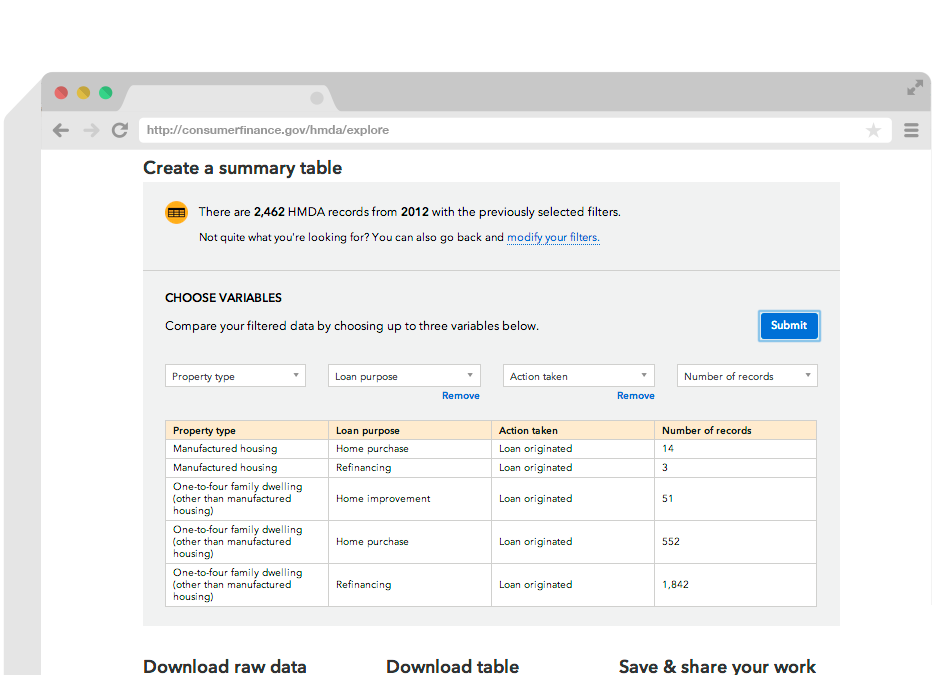 http://consumerfinance.gov/hmda/explore
Create a summary table
There are 2,462 HMDA records from 2012 with the previously selected filters.
Not quite what you're looking for? You can also go back and modify your filters.
CHOOSE VARIABLES
Compare your filtered data by choosing up to three variables below.
Submit
Property type Loan purpose Action taken Number of records
Remove Remove
Property type Loan purpose Action taken Number of records
Manufactured housing Home purchase Loan originated 14
Manufactured housing Refinancing Loan originated 3
One-to-four family dwelling
(other than manufactured
housing) Home improvement Loan originated 51
One-to-four family dwelling
(other than manufactured
housing) Home purchase Loan originated 552
One-to-four family dwelling
(other than manufactured
housing) Refinancing Loan originated 1,842
Download raw data Download table Save & share your work